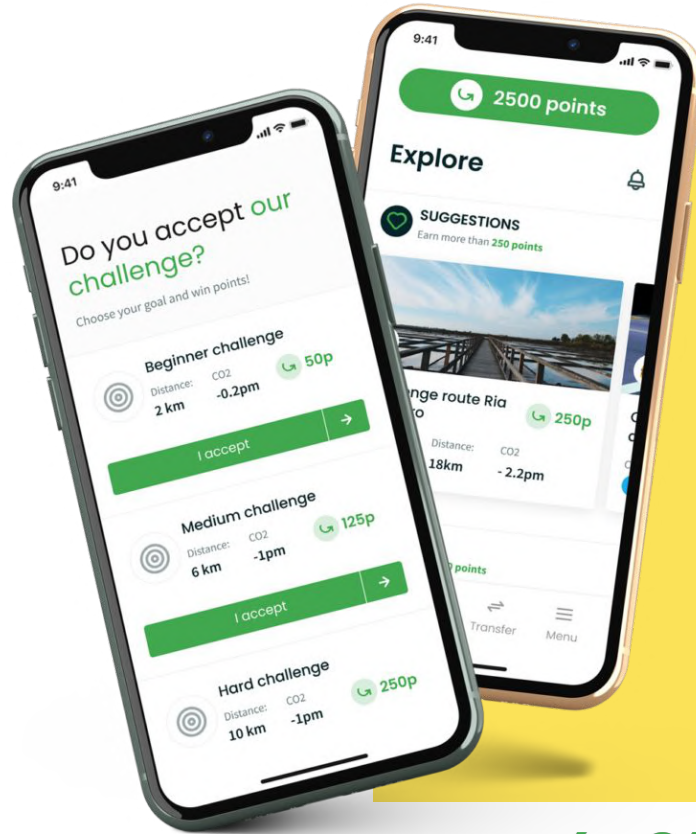 9:41
Do you accept our
challenge?
Choose your goal and win points!
Beginner challenge
Distance: CO2
2 km -0.2pm
50p
I accept
Medium challenge
Distance: CO2
6 km -1pm
125p
I accept
Hard challenge
Distance: CO2
10 km -1pm
250p
9:41
2500 points
Explore
SUGGESTIONS
Earn more than 250 points
nge route Ria
250p
Distance: CO2
18km - 2.2pm
points
Transfer
Menu